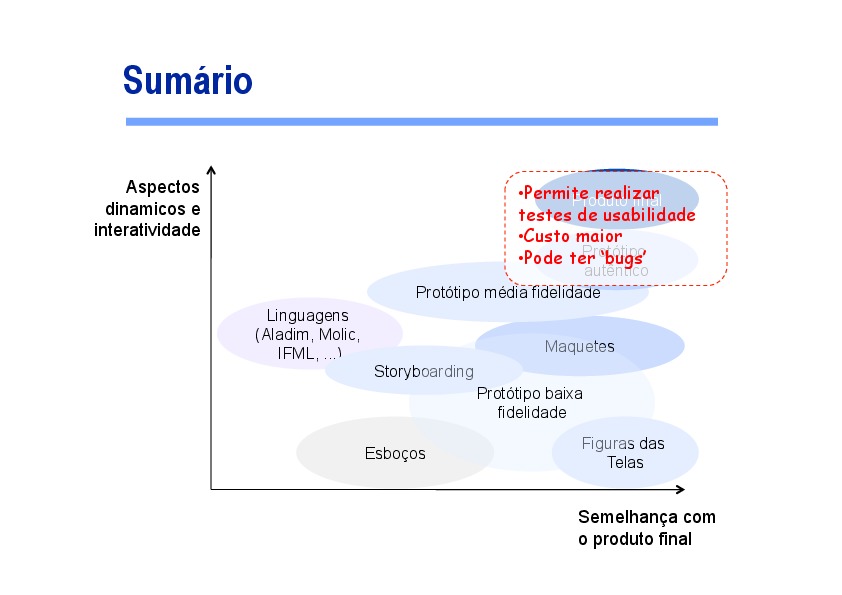 Sumário
Aspectos
dinamicos e
interatividade
•Permite realizar
testes de usabilidade
•Custo maior
•Pode ter 'bugs'
Produto final
Protótipo
autêntico
Protótipo média fidelidade
Linguagens
(Aladim, Molic,
IFML, ...)
Maquetes
Storyboarding
Protótipo baixa
fidelidade
Figuras das
Telas
Esboços
Semelhança com
o produto final